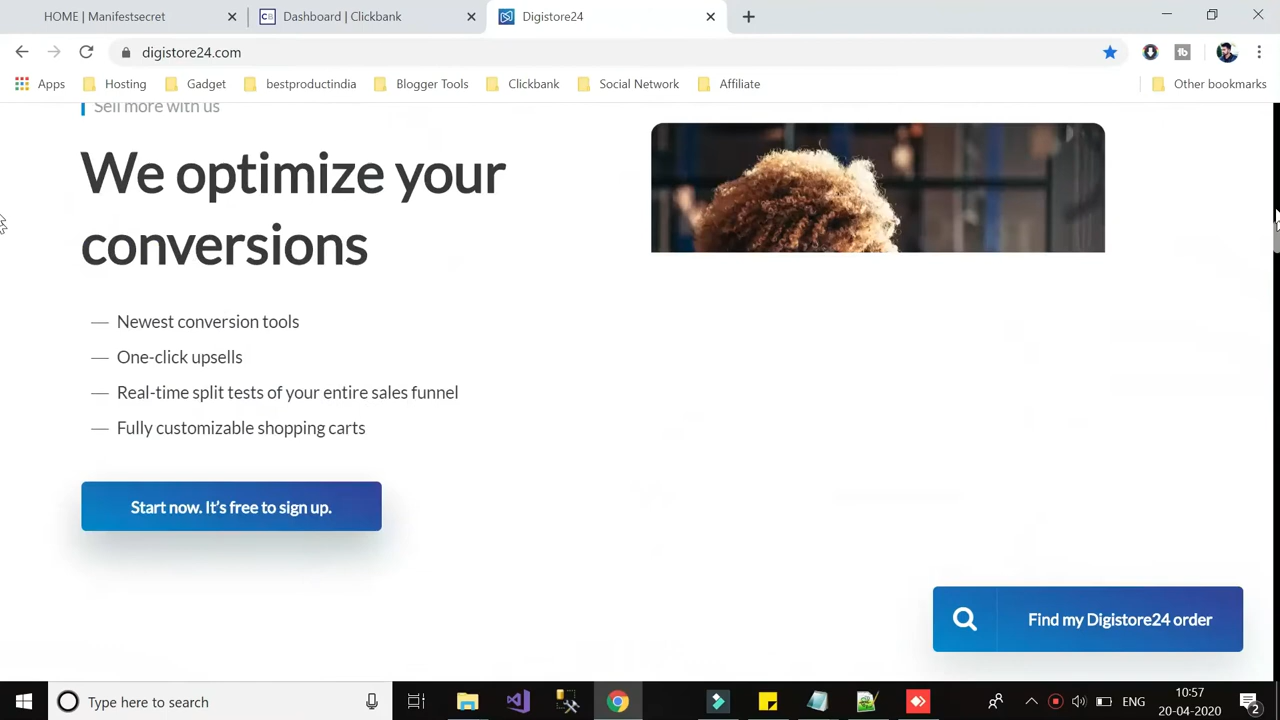 HOME | Manifestsecret
CB Dashboard | Clickbank
Digistore24
digistore24.com
Apps Hosting Gadget bestproductindia Blogger Tools Clickbank Social Network Affiliate Other bookmarks
Sell more with us
We optimize your
conversions
— Newest conversion tools
— One-click upsells
— Real-time split tests of your entire sales funnel
— Fully customizable shopping carts
Start now. It's free to sign up.
Find my Digistore24 order
Type here to search
ENG
10:57
20-04-2020
2